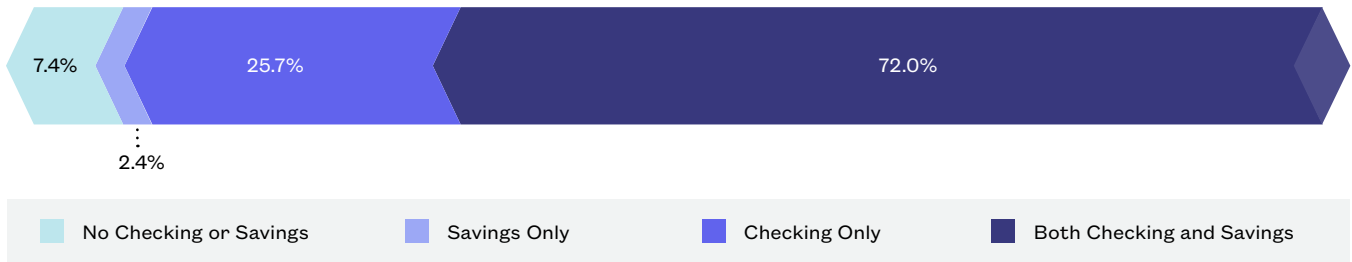 7.4% 25.7% 72.0%
2.4%
No Checking or Savings Savings Only Checking Only Both Checking and Savings